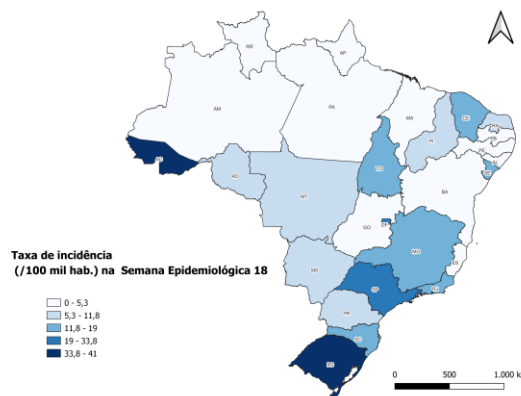 RR
AP
AM
PA
MA
CE
RN
PB
PE
PI
AL
SE
AC
RO
TO
BA
MT
GO
DF
MG
ES
MS
SP
RJ
PR
SC
RS
Taxa de incidência
(/100 mil hab.) na Semana Epidemiológica 18
0 - 5,3
5,3 - 11,8
11,8 - 19
19 - 33,8
33,8 - 41
0 500 1.000 k